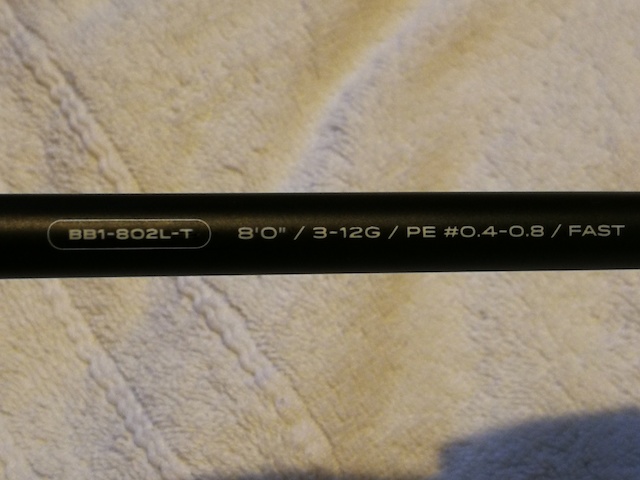 BB1-802L-T 8'0" / 3-12G / PE #0.4-0.8 / FAST